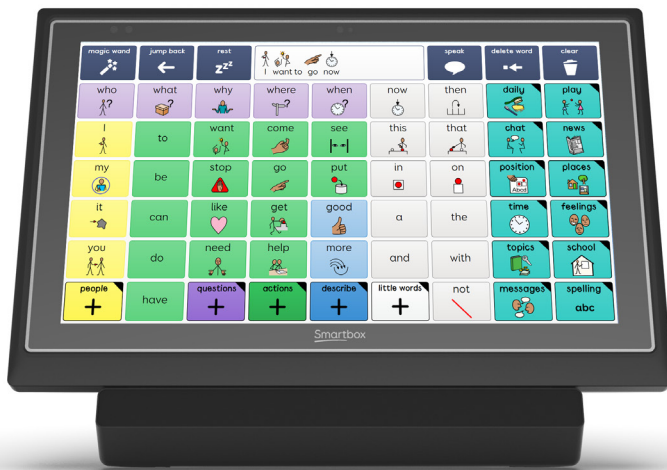 magic wand jump back rest I want to go now speak delete word clear
who what why where when now then daily play
I to want come see this that chat news
my be stop go put in on position places
Abcd
it can like get good a the time feelings
you do need help more and with topics school
people have questions actions describe little words not messages spelling
abc
Smartbox